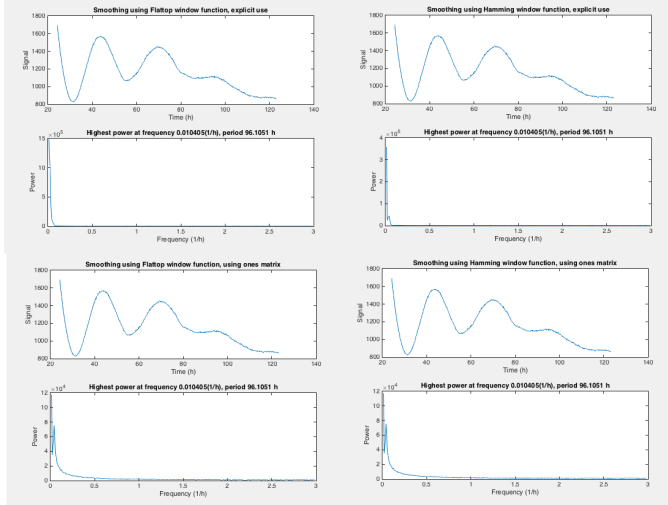 Smoothing using Flattop window function, explicit use
1800
1600
1400
1200
1000
800
Signal
20 40 60 80 100 120 140
Time (h)
Highest power at frequency 0.010405(1/h), period 96.1051 h
×10⁵
15
10
5
0
Power
0 0.5 1 1.5 2 2.5 3
Frequency (1/h)
Smoothing using Hamming window function, explicit use
1800
1600
1400
1200
1000
800
Signal
20 40 60 80 100 120 140
Time (h)
Highest power at frequency 0.010405(1/h), period 96.1051 h
4
3
2
1
0
Power
0 0.5 1 1.5 2 2.5 3
Frequency (1/h)
Smoothing using Flattop window function, using ones matrix
1800
1600
1400
1200
1000
800
Signal
20 40 60 80 100 120 140
Time (h)
Highest power at frequency 0.010405(1/h), period 96.1051 h
×10⁴
12
10
8
6
4
2
0
Power
0 0.5 1 1.5 2 2.5 3
Frequency (1/h)
Smoothing using Hamming window function, using ones matrix
1800
1600
1400
1200
1000
800
Signal
20 40 60 80 100 120 140
Time (h)
Highest power at frequency 0.010405(1/h), period 96.1051 h
×10⁴
12
10
8
6
4
2
0
Power
0 0.5 1 1.5 2 2.5 3
Frequency (1/h)